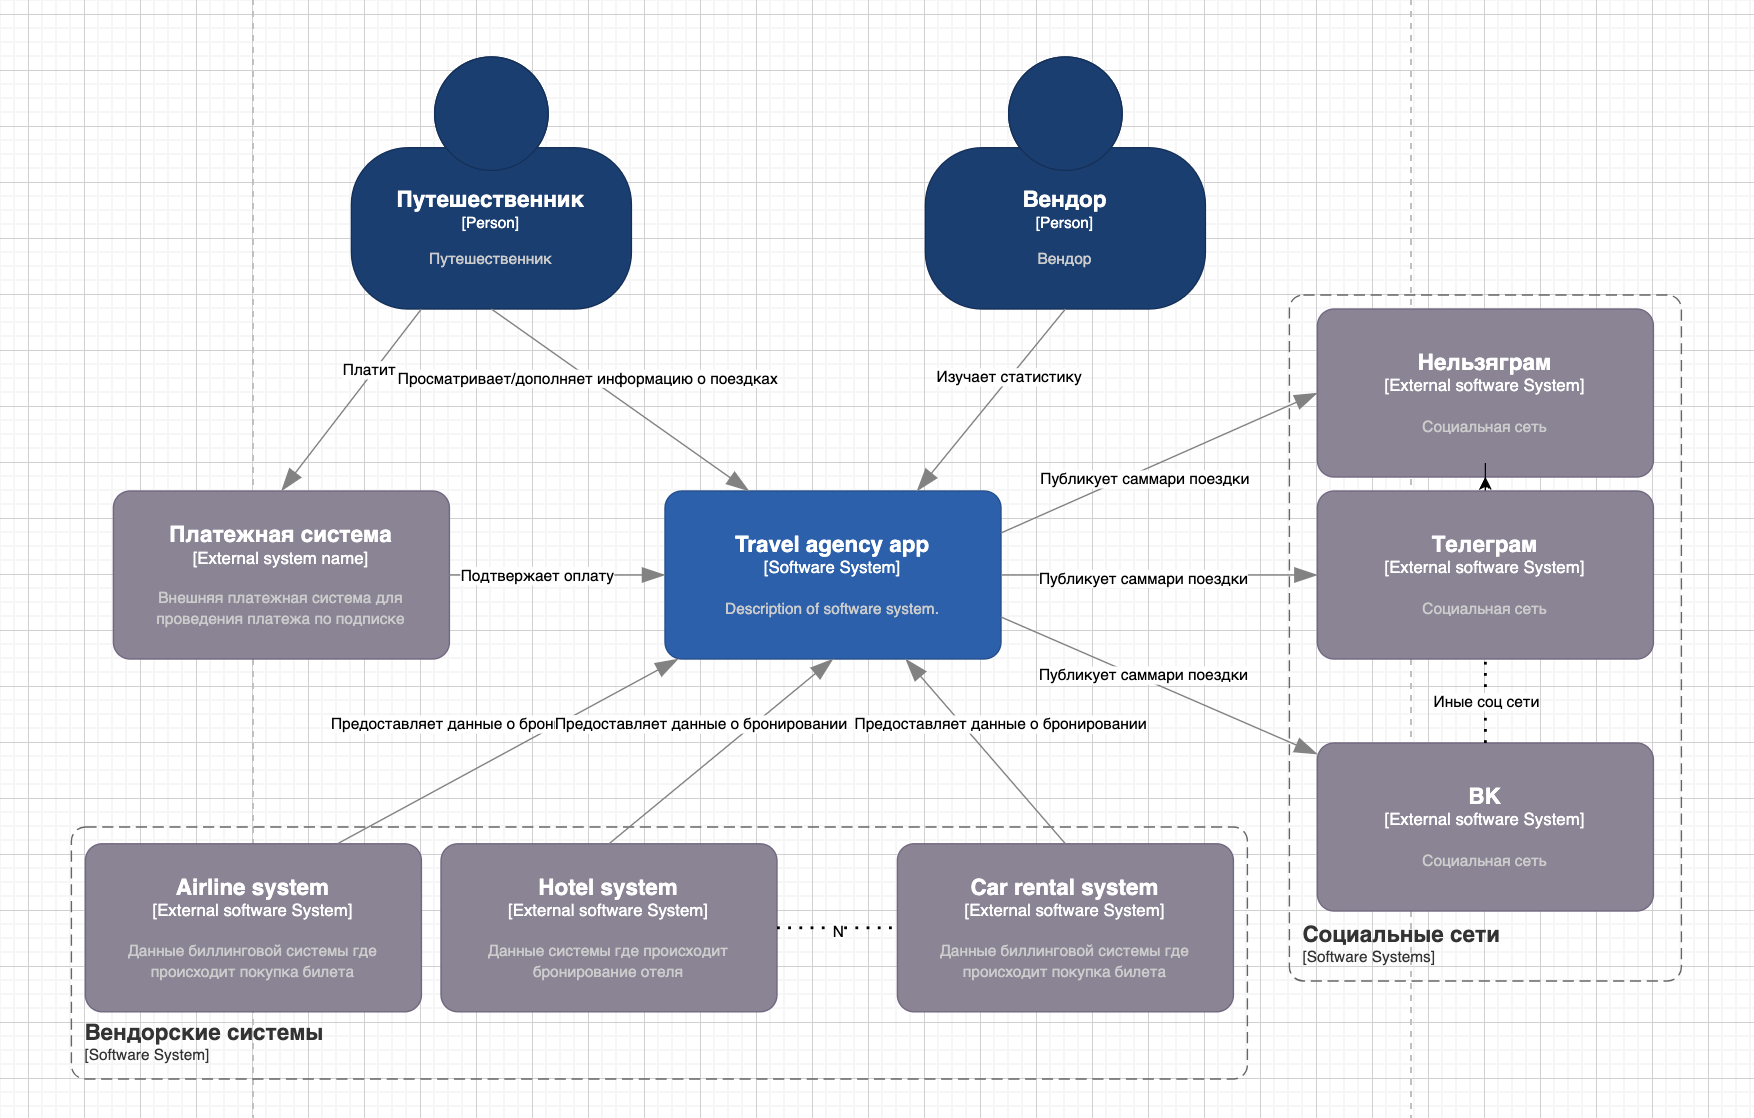 Путешественник
[Person]
Путешественник
Вендор
[Person]
Вендор
Платит
Просматривает/дополняет информацию о поездках
Изучает статистику
Нельзяграм
[External software System]
Социальная сеть
Публикует саммари поездки
Платежная система
[External system name]
Внешняя платежная система для
проведения платежа по подписке
Подтвержает оплату
Travel agency app
[Software System]
Description of software system.
Публикует саммари поездки
Телеграм
[External software System]
Социальная сеть
Публикует саммари поездки
Иные соц сети
Предоставляет данные о брон
Предоставляет данные о бронировании
Предоставляет данные о бронировании
ВК
[External software System]
Социальная сеть
Airline system
[External software System]
Данные биллинговой системы где
происходит покупка билета
Hotel system
[External software System]
Данные системы где происходит
бронирование отеля
N
Car rental system
[External software System]
Данные биллинговой системы где
происходит покупка билета
Социальные сети
[Software Systems]
Вендорские системы
[Software System]